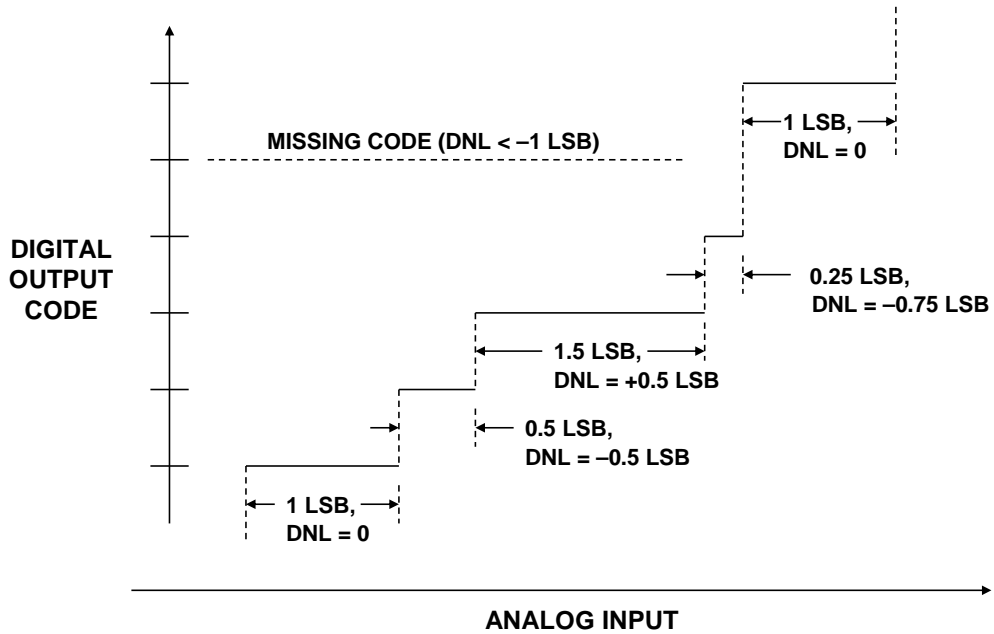 MISSING CODE (DNL < –1 LSB)
1 LSB,
DNL = 0
DIGITAL
OUTPUT
CODE
0.25 LSB,
DNL = –0.75 LSB
1.5 LSB,
DNL = +0.5 LSB
0.5 LSB,
DNL = –0.5 LSB
1 LSB,
DNL = 0
ANALOG INPUT